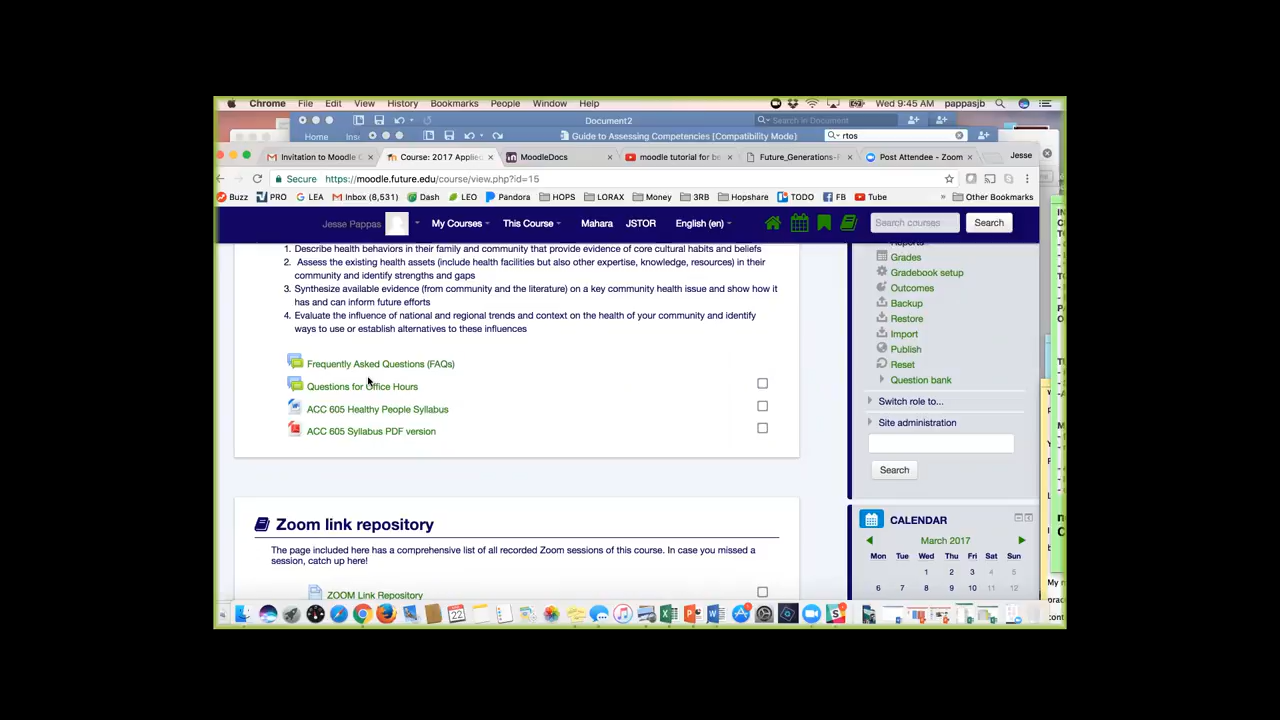 Chrome File Edit View History Bookmarks People Window Help Wed 9:45 AM pappasjb
Document2 Search in Document
Home Guide to Assessing Competencies [Compatibility Mode] rtos
Invitation to Moodle C Course: 2017 Applie MoodleDocs moodle tutorial for be Future_Generations-F Post Attendee - Zoom Jesse
Secure https://moodle.future.edu/course/view.php?id=15
Buzz PRO LEA Inbox (8,531) Dash LEO Pandora HOPS LORAX Money 3RB Hopshare TODO FB Tube » Other Bookmarks
Jesse Pappas My Courses This Course Mahara JSTOR English (en) Search courses Search
1. Describe health behaviors in their family and community that provide evidence of core cultural habits and beliefs
2. Assess the existing health assets (include health facilities but also other expertise, knowledge, resources) in their
community and identify strengths and gaps
3. Synthesize available evidence (from community and the literature) on a key community health issue and show how it
has and can inform future efforts
4. Evaluate the influence of national and regional trends and context on the health of your community and identify
ways to use or establish alternatives to these influences
Frequently Asked Questions (FAQs)
Questions for Office Hours
ACC 605 Healthy People Syllabus
ACC 605 Syllabus PDF version
Zoom link repository
The page included here has a comprehensive list of all recorded Zoom sessions of this course. In case you missed a
session, catch up here!
ZOOM Link Repository
Reports
Grades
Gradebook setup
Outcomes
Backup
Restore
Import
Publish
Reset
Question bank
Switch role to...
Site administration
Search
CALENDAR
March 2017
Mon Tue Wed Thu Fri Sat Sun
1 2 3 4 5
6 7 8 9 10 11 12
22